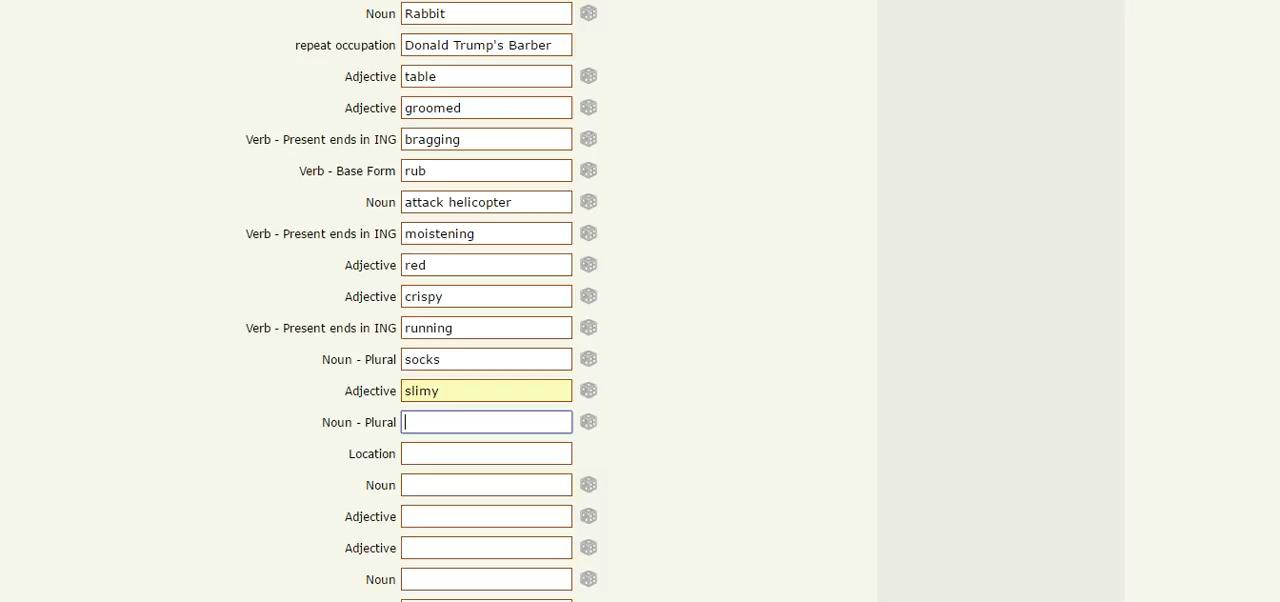 Noun Rabbit
repeat occupation Donald Trump's Barber
Adjective table
Adjective groomed
Verb - Present ends in ING bragging
Verb - Base Form rub
Noun attack helicopter
Verb - Present ends in ING moistening
Adjective red
Adjective crispy
Verb - Present ends in ING running
Noun - Plural socks
Adjective slimy
Noun - Plural
Location
Noun
Adjective
Adjective
Noun